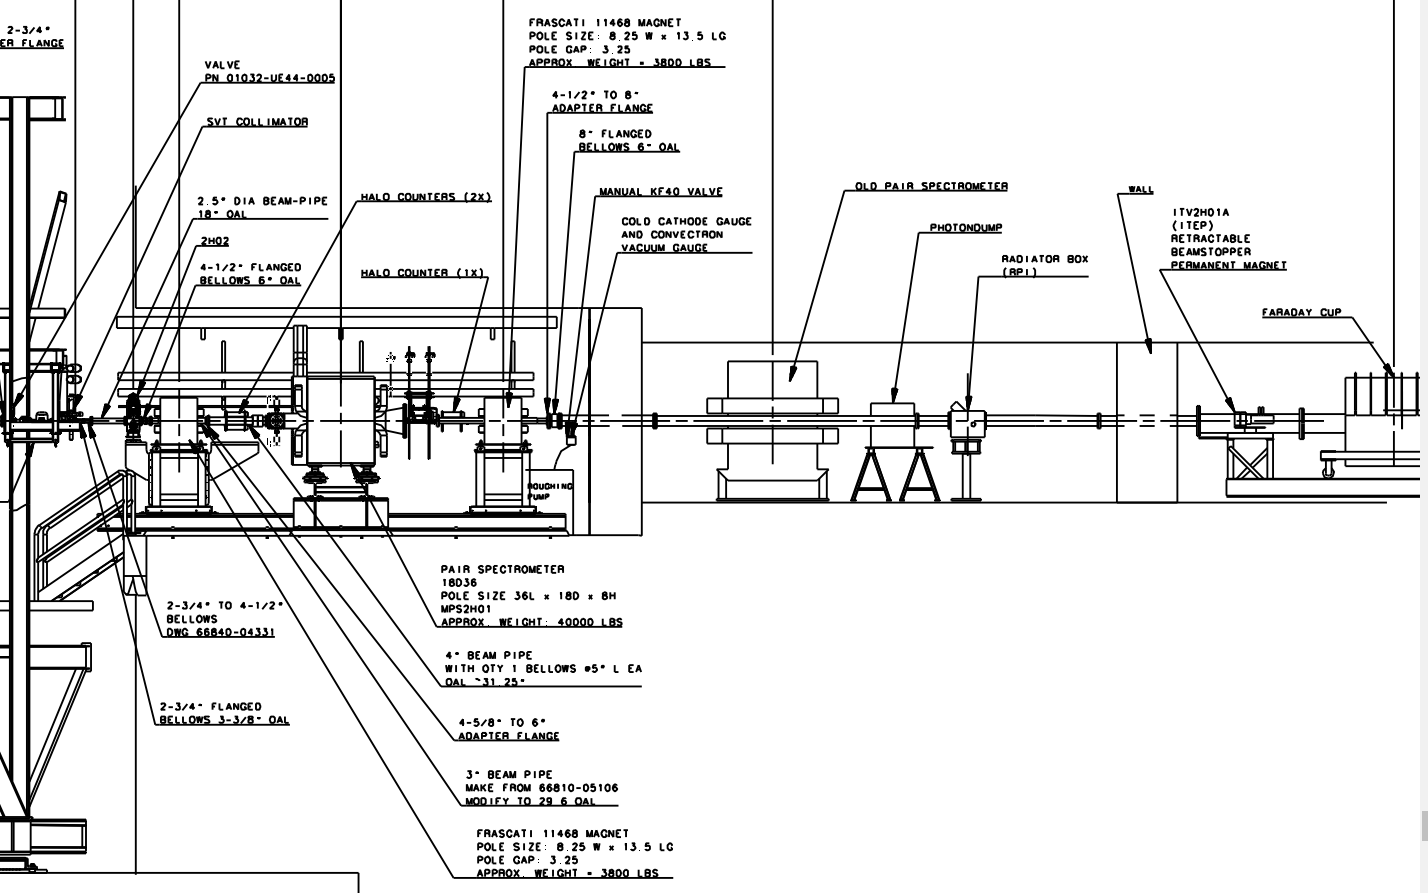 2-3/4"
ER FLANGE
VALVE
PN 01032-UE44-0005
SVT COLLIMATOR
2.5" DIA BEAM-PIPE
18" OAL
2H02
4-1/2" FLANGED
BELLOWS 6" OAL
HALO COUNTERS (2X)
HALO COUNTER (1X)
FRASCATI 11468 MAGNET
POLE SIZE: 8.25 W x 13.5 LG
POLE GAP: 3.25
APPROX. WEIGHT = 3800 LBS
4-1/2" TO 8"
ADAPTER FLANGE
8" FLANGED
BELLOWS 6" OAL
MANUAL KF40 VALVE
COLD CATHODE GAUGE
AND CONVECTRON
VACUUM GAUGE
OLD PAIR SPECTROMETER
PHOTONDUMP
RADIATOR BOX
(RPI)
WALL
ITV2H01A
(ITEP)
RETRACTABLE
BEAMSTOPPER
PERMANENT MAGNET
FARADAY CUP
ROUGHING
PUMP
PAIR SPECTROMETER
18D36
POLE SIZE 36L x 18D x 8H
MPS2H01
APPROX. WEIGHT: 40000 LBS
2-3/4" TO 4-1/2"
BELLOWS
DWG 66840-04331
4" BEAM PIPE
WITH QTY 1 BELLOWS @5" L EA
OAL ~31.25"
2-3/4" FLANGED
BELLOWS 3-3/8" OAL
4-5/8" TO 6"
ADAPTER FLANGE
3" BEAM PIPE
MAKE FROM 66810-05106
MODIFY TO 29.6 OAL
FRASCATI 11468 MAGNET
POLE SIZE: 8.25 W x 13.5 LG
POLE GAP: 3.25
APPROX. WEIGHT = 3800 LBS